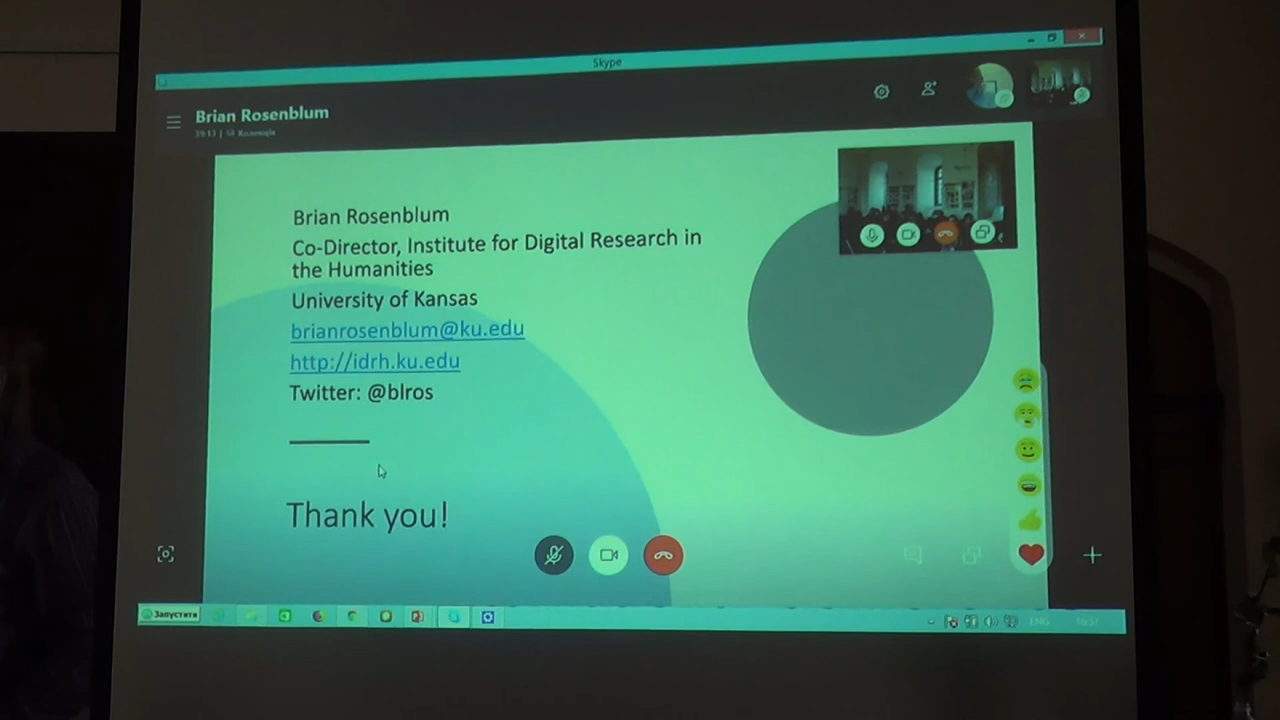 Skype
Brian Rosenblum
Brian Rosenblum
Co-Director, Institute for Digital Research in
the Humanities
University of Kansas
brianrosenblum@ku.edu
http://idrh.ku.edu
Twitter: @blros
Thank you!
Запустити
ENG